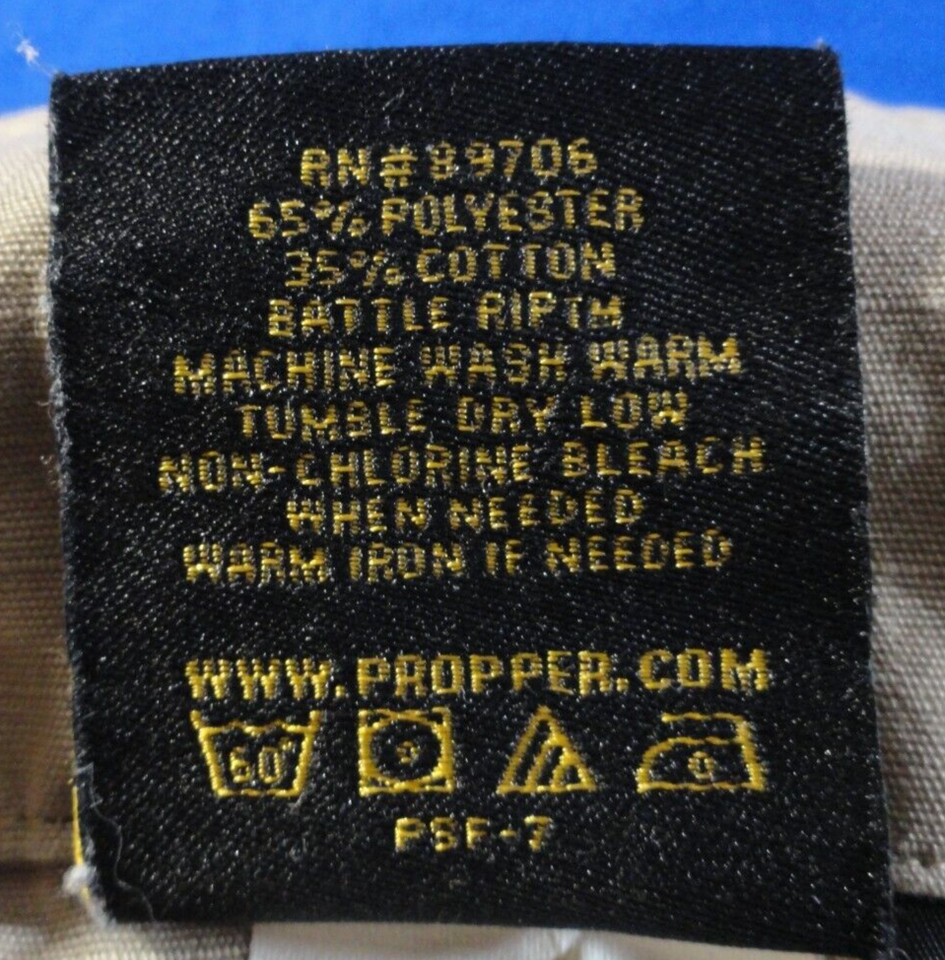 RN#89706
65% POLYESTER
35% COTTON
BATTLE RIPTM
MACHINE WASH WARM
TUMBLE DRY LOW
NON-CHLORINE BLEACH
WHEN NEEDED
WARM IRON IF NEEDED
WWW.PROPPER.COM
60°
PSF-7